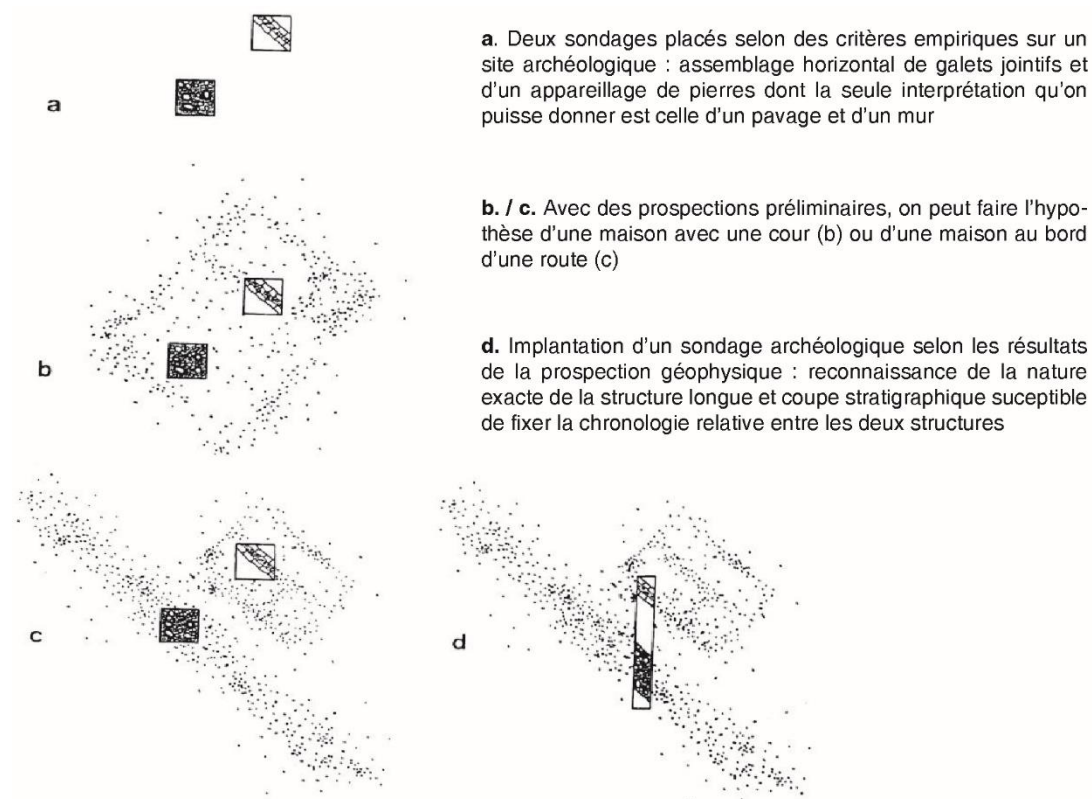 a. Deux sondages placés selon des critères empiriques sur un
site archéologique : assemblage horizontal de galets jointifs et
d'un appareillage de pierres dont la seule interprétation qu'on
puisse donner est celle d'un pavage et d'un mur
a
b. / c. Avec des prospections préliminaires, on peut faire l'hypo-
thèse d'une maison avec une cour (b) ou d'une maison au bord
d'une route (c)
b
d. Implantation d'un sondage archéologique selon les résultats
de la prospection géophysique : reconnaissance de la nature
exacte de la structure longue et coupe stratigraphique suceptible
de fixer la chronologie relative entre les deux structures
c
d